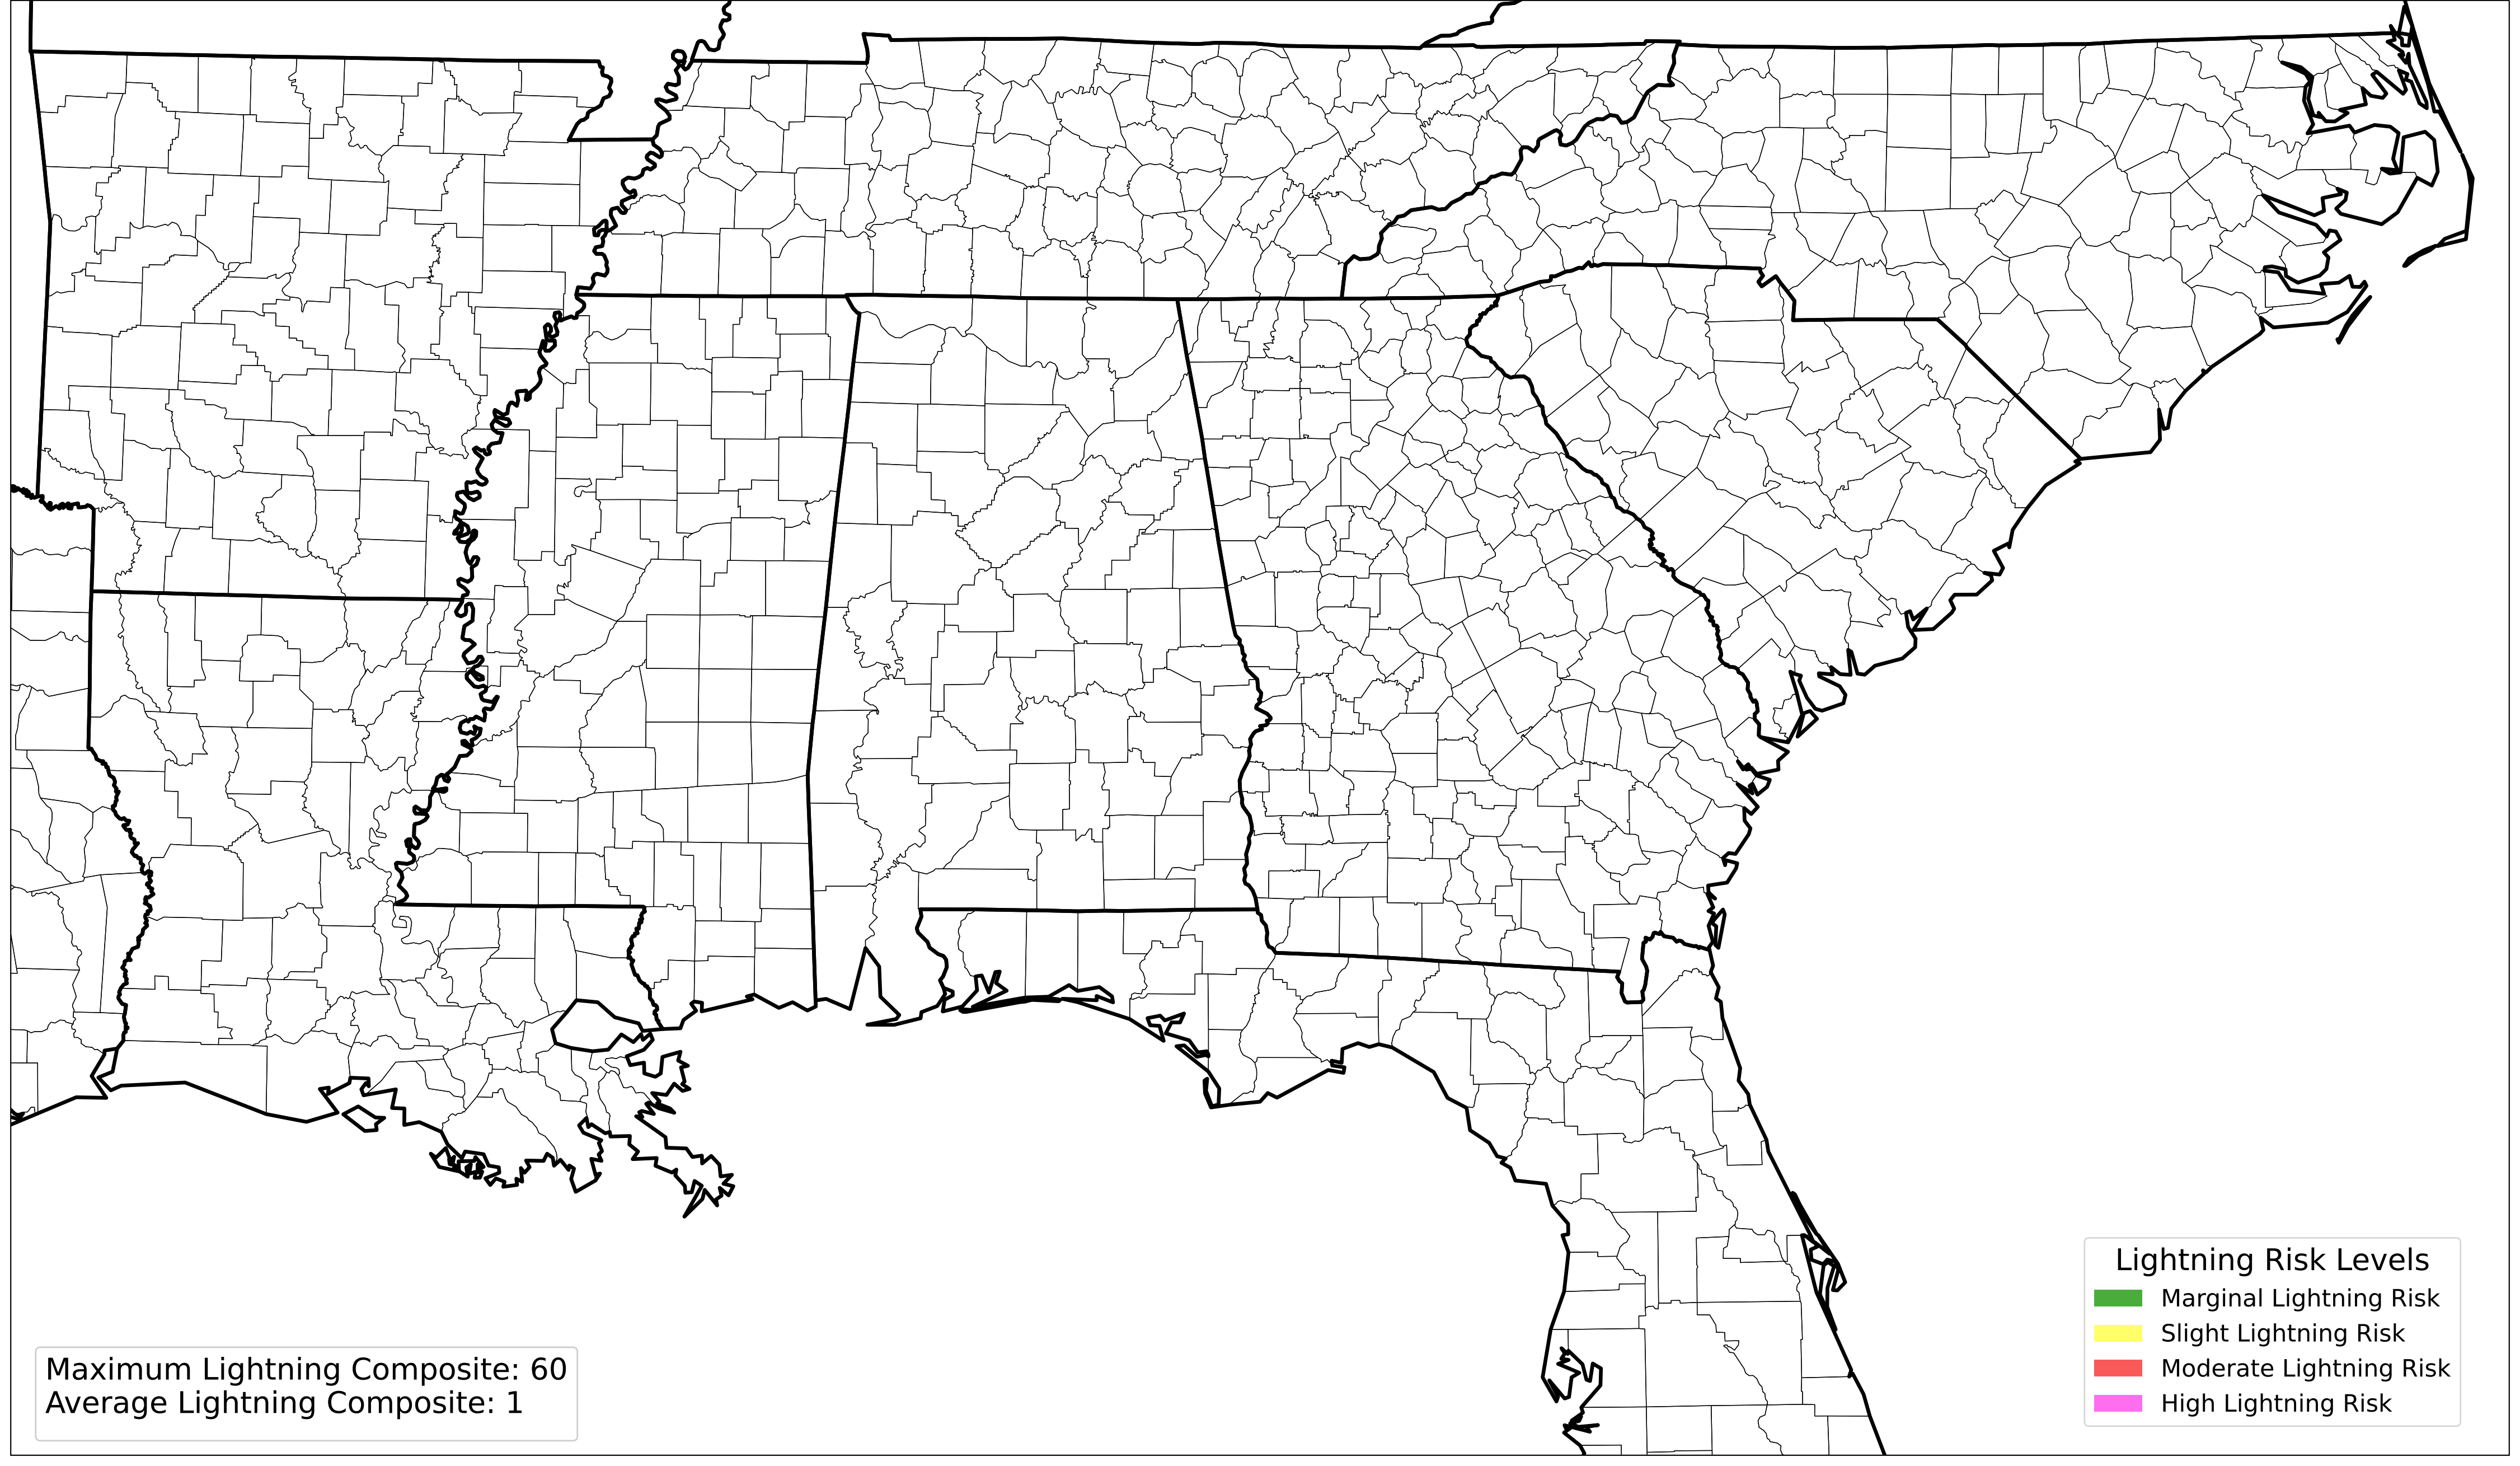 Lightning Risk Levels
Marginal Lightning Risk
Slight Lightning Risk
Moderate Lightning Risk
High Lightning Risk
Maximum Lightning Composite: 60
Average Lightning Composite: 1